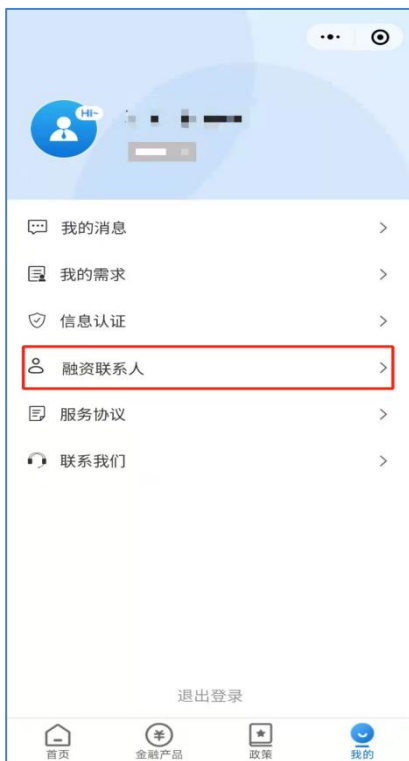 Hi~
我的消息
我的需求
信息认证
融资联系人
服务协议
联系我们
退出登录
首页 金融产品 政策 我的